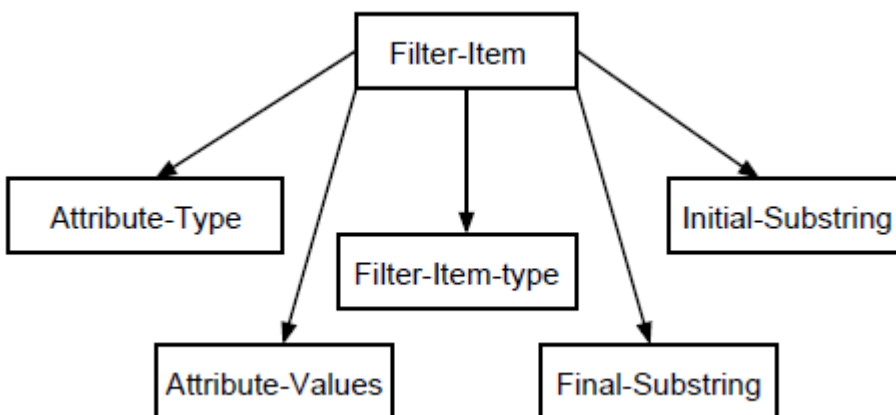 Filter-Item
Attribute-Type
Initial-Substring
Filter-Item-type
Attribute-Values
Final-Substring